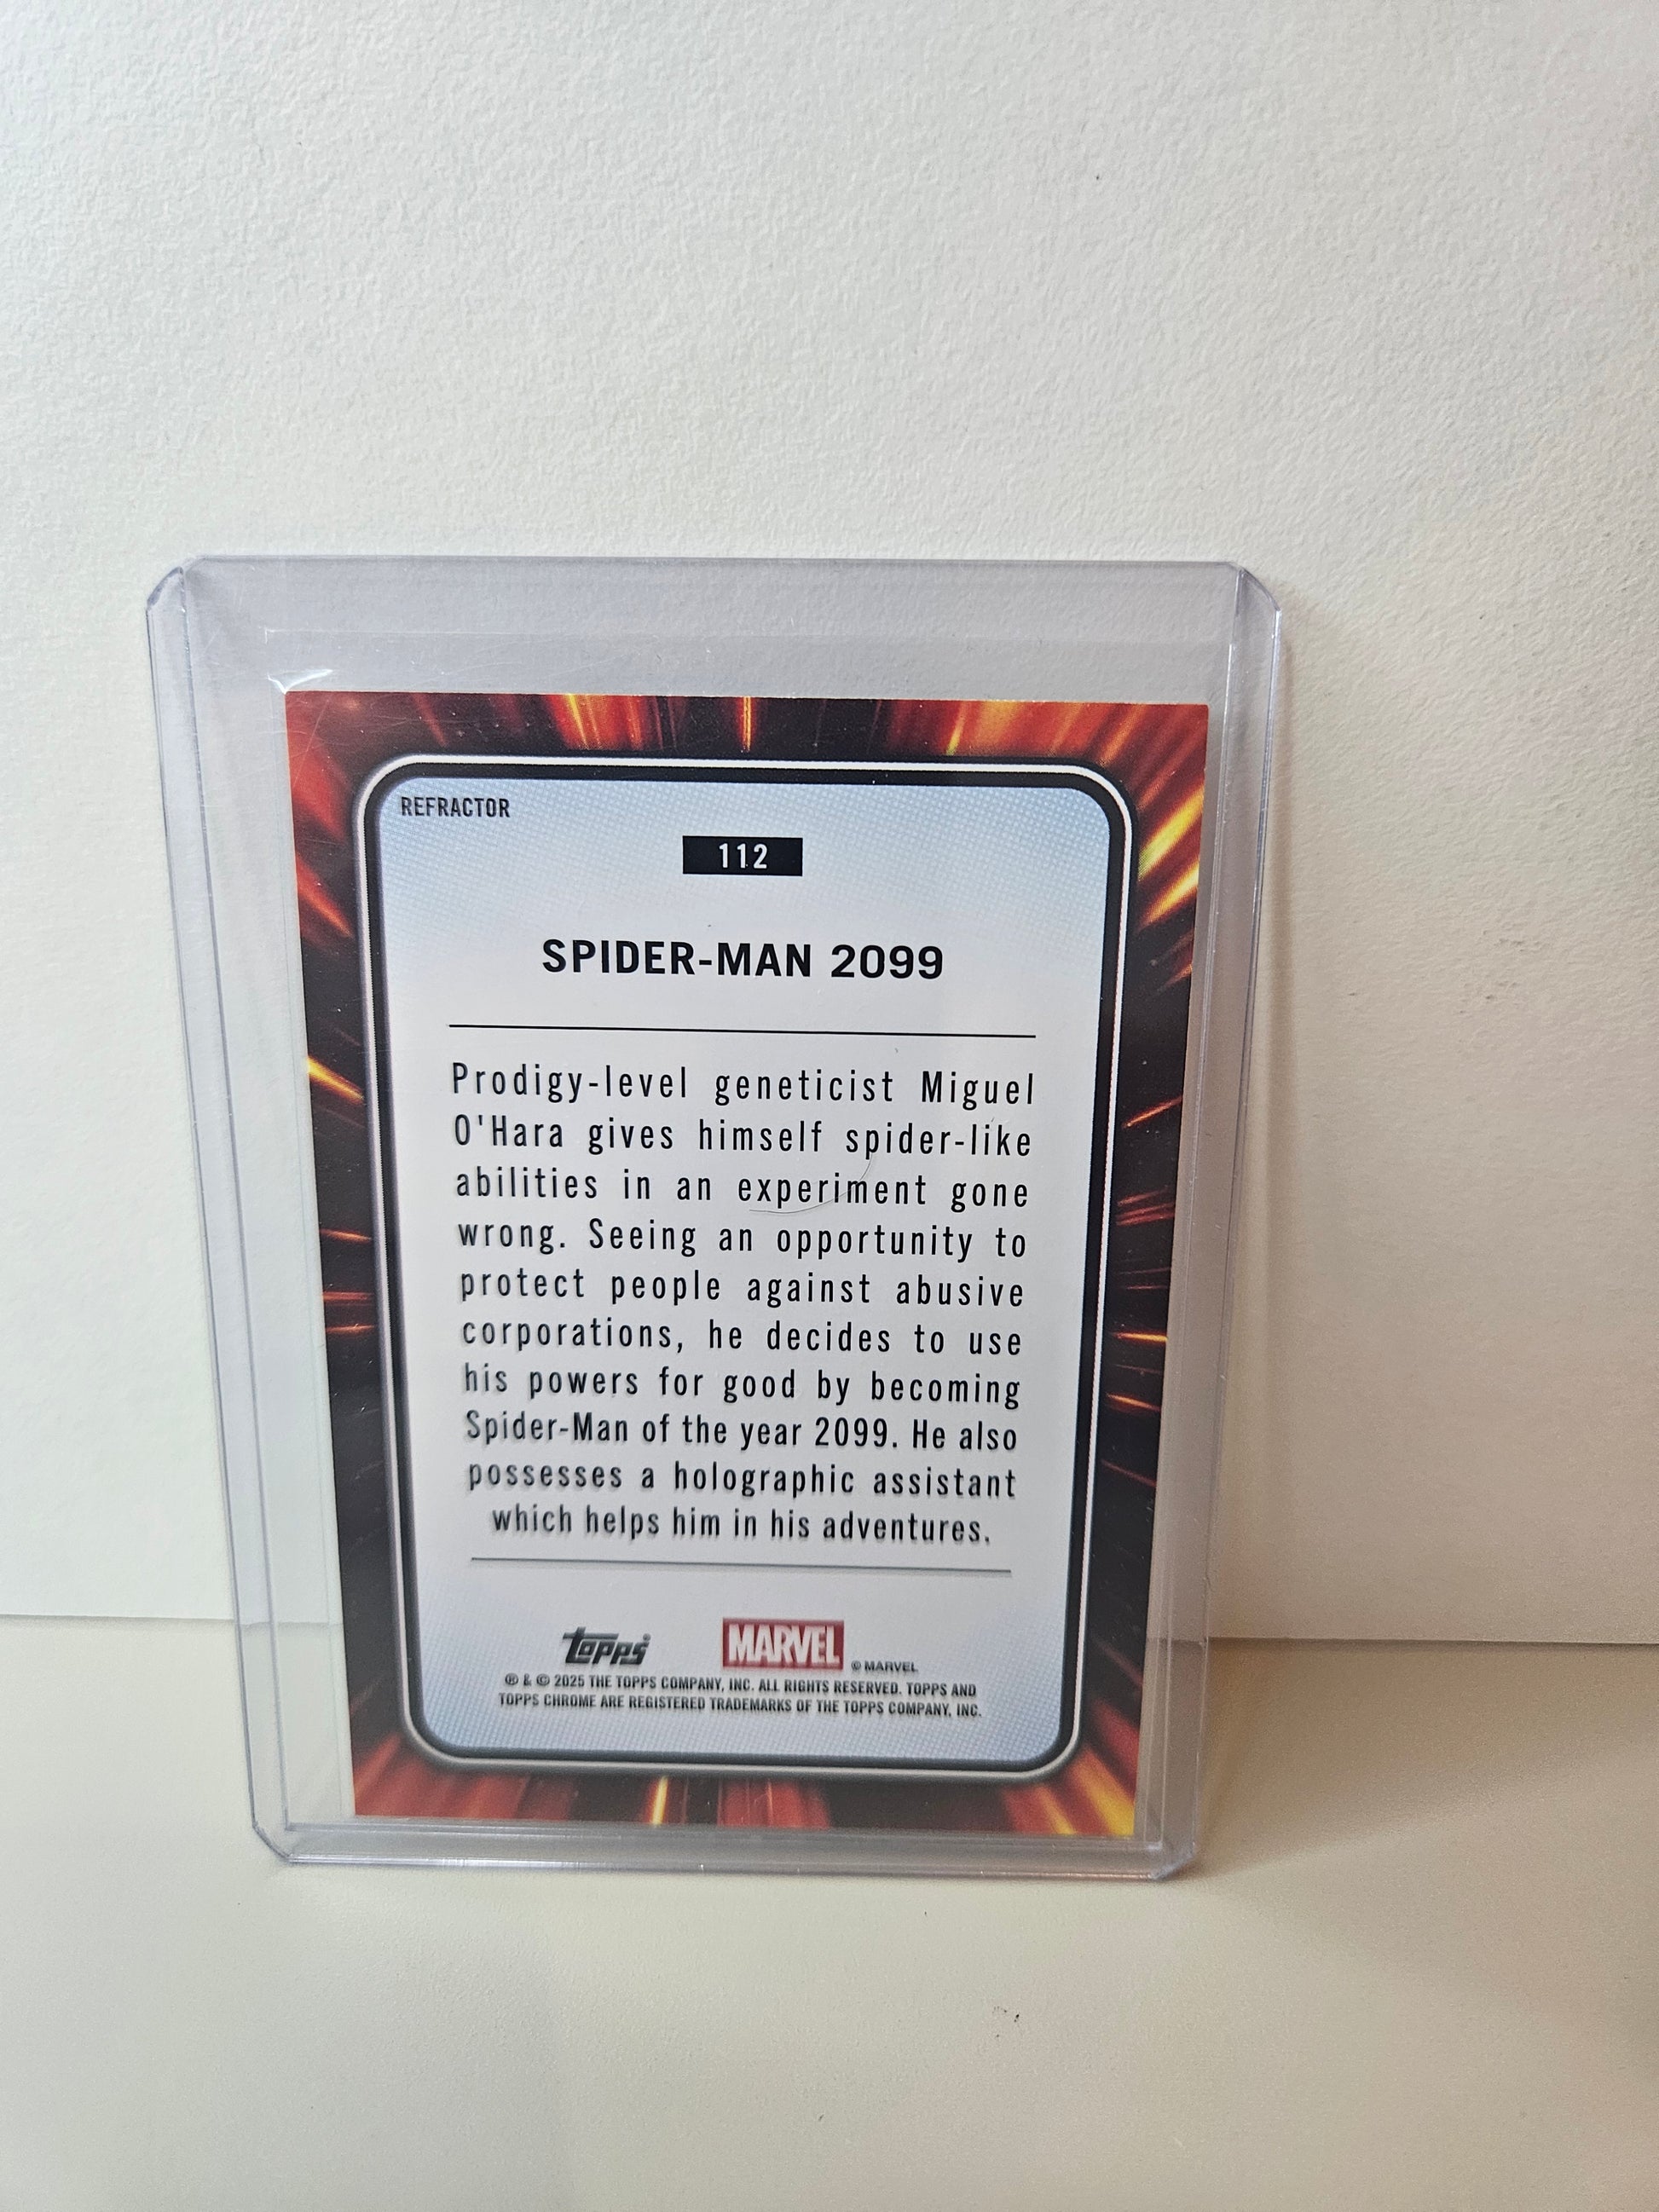 REFRACTOR
112
SPIDER-MAN 2099
Prodigy-level geneticist Miguel
O'Hara gives himself spider-like
abilities in an experiment gone
wrong. Seeing an opportunity to
protect people against abusive
corporations, he decides to use
his powers for good by becoming
Spider-Man of the year 2099. He also
possesses a holographic assistant
which helps him in his adventures.
topps®
MARVEL © MARVEL
® & © 2025 THE TOPPS COMPANY, INC. ALL RIGHTS RESERVED. TOPPS AND
TOPPS CHROME ARE REGISTERED TRADEMARKS OF THE TOPPS COMPANY, INC.